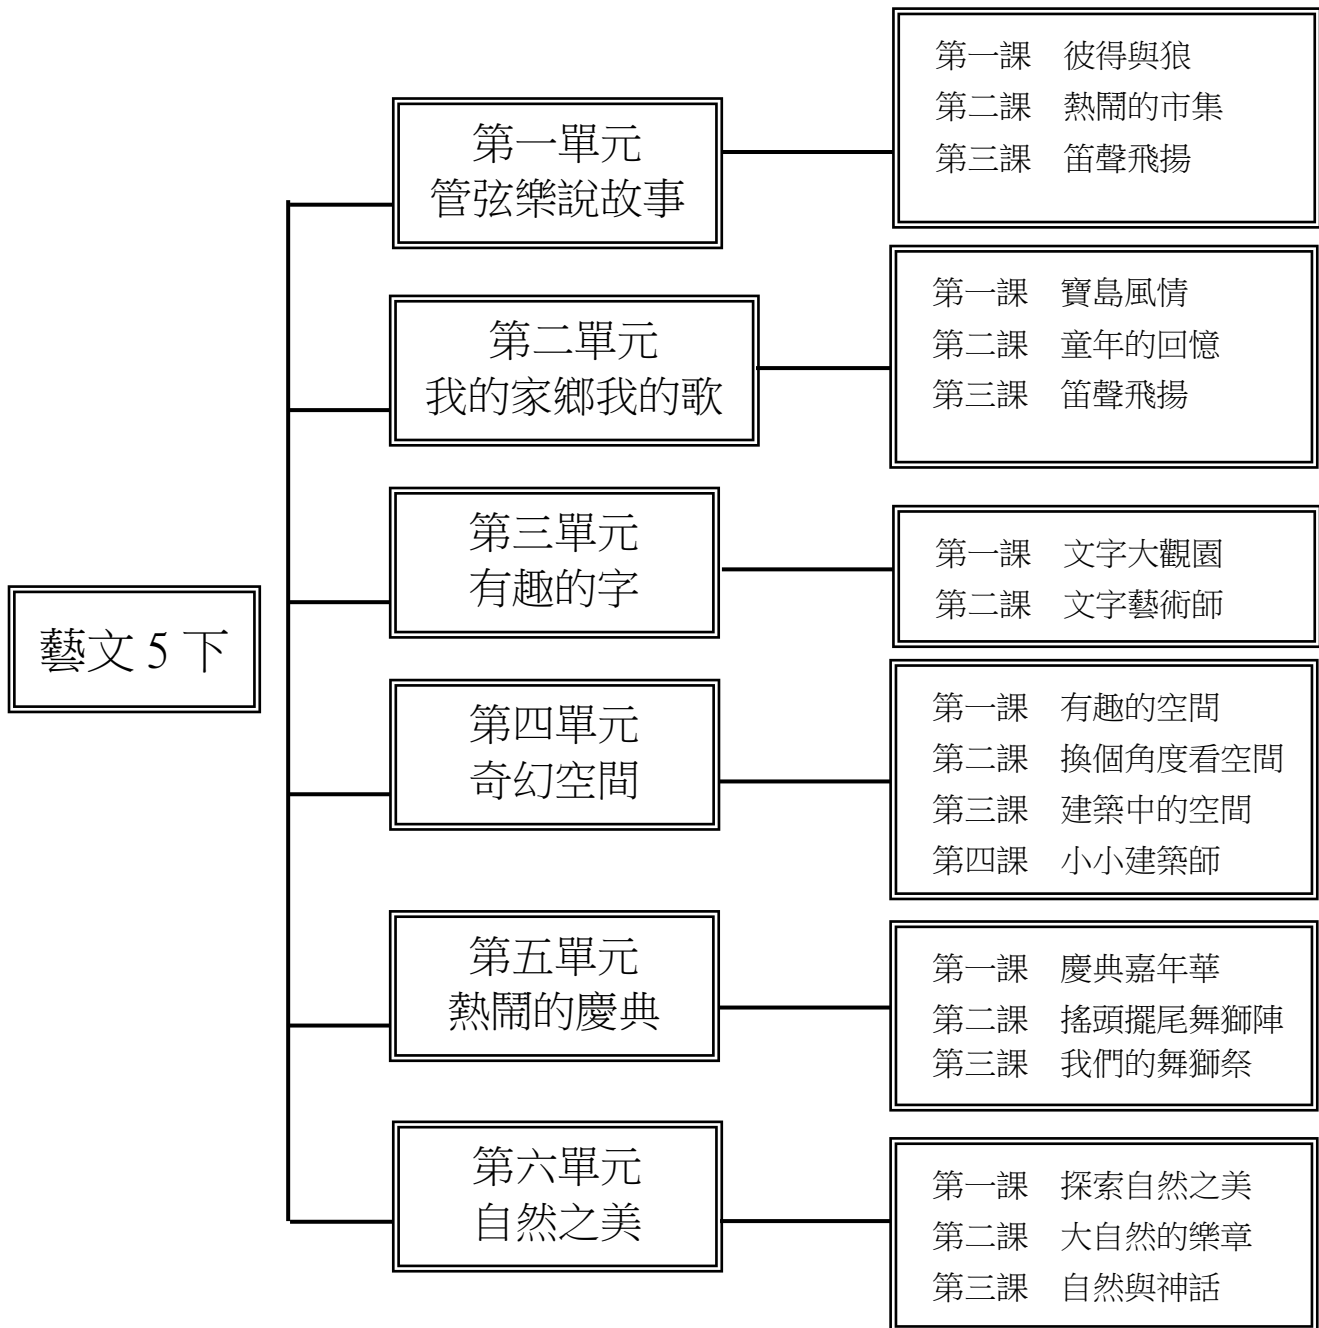 藝文 5 下
第一單元
管弦樂說故事
第一課　彼得與狼
第二課　熱鬧的市集
第三課　笛聲飛揚
第二單元
我的家鄉我的歌
第一課　寶島風情
第二課　童年的回憶
第三課　笛聲飛揚
第三單元
有趣的字
第一課　文字大觀園
第二課　文字藝術師
第四單元
奇幻空間
第一課　有趣的空間
第二課　換個角度看空間
第三課　建築中的空間
第四課　小小建築師
第五單元
熱鬧的慶典
第一課　慶典嘉年華
第二課　搖頭擺尾舞獅陣
第三課　我們的舞獅祭
第六單元
自然之美
第一課　探索自然之美
第二課　大自然的樂章
第三課　自然與神話